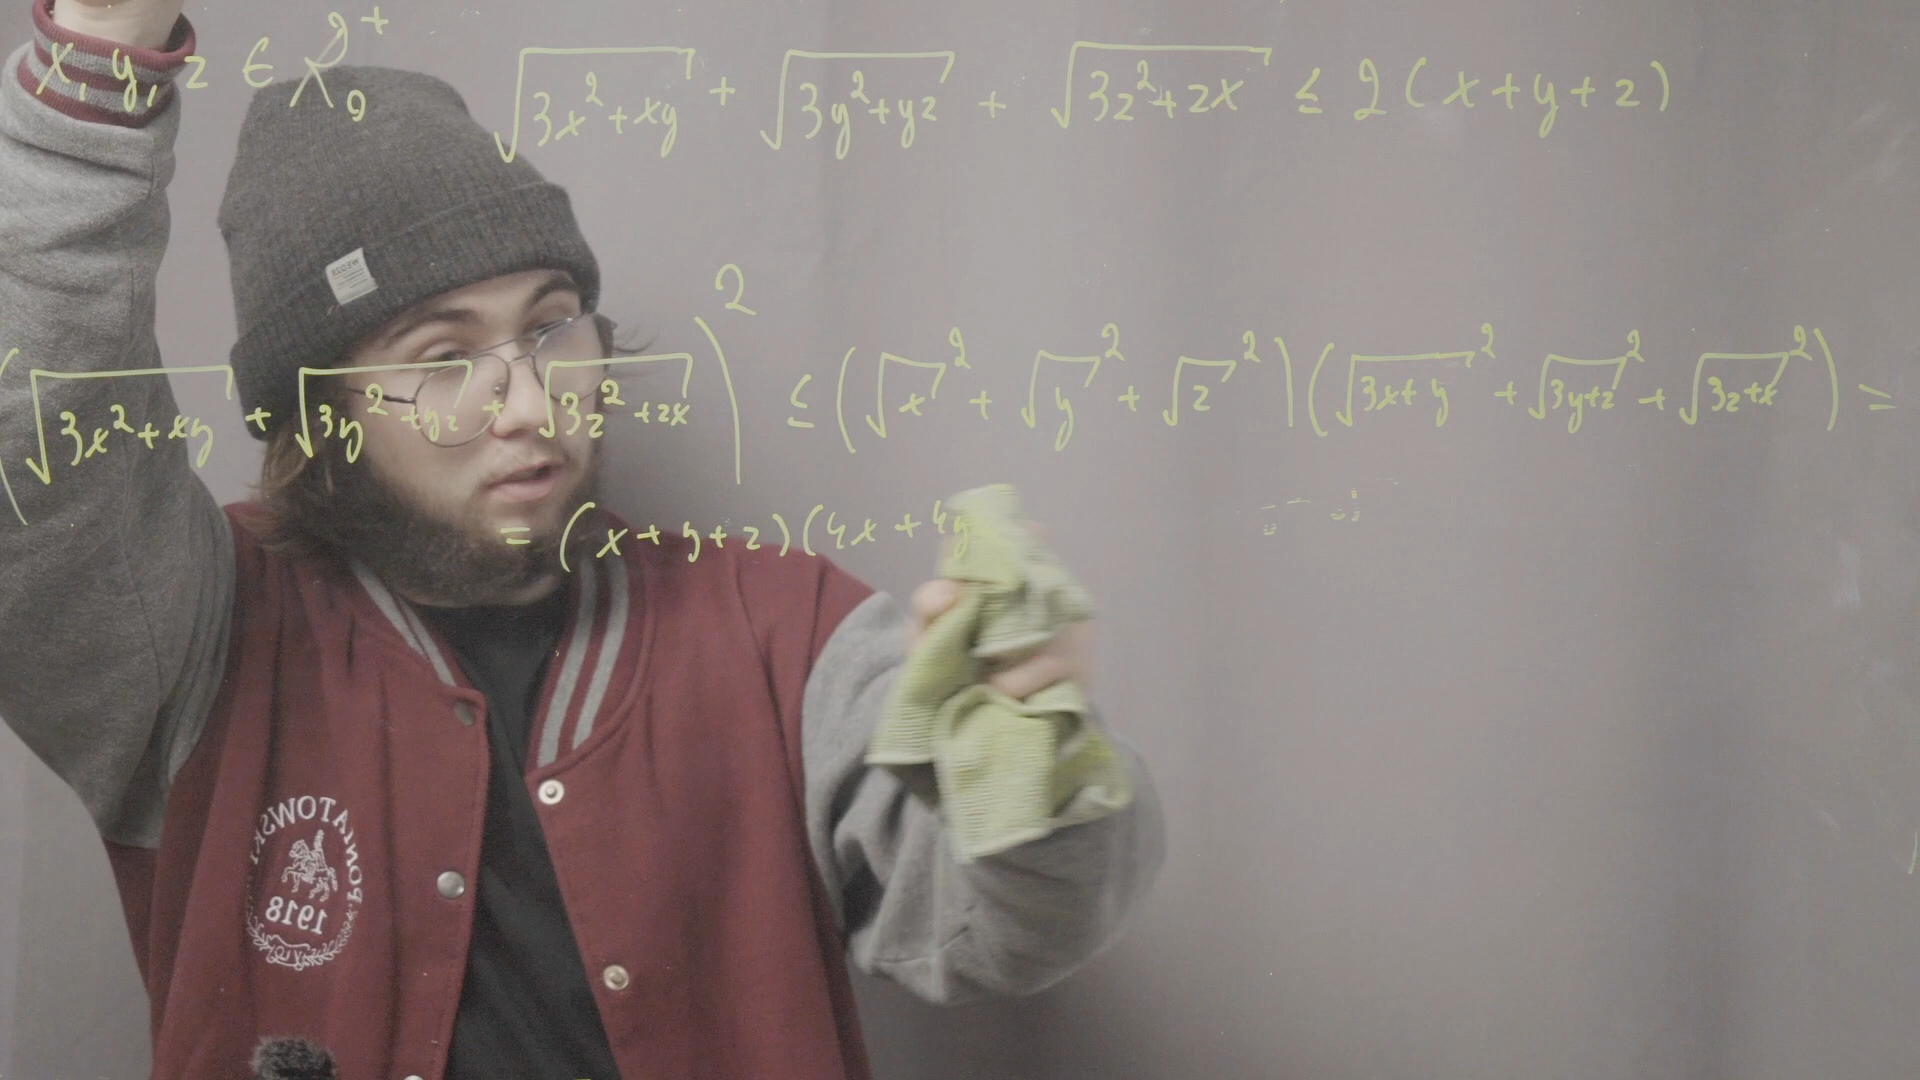 x, y, z ∈ ℝ₀⁺ √(3x²+xy) + √(3y²+yz) + √(3z²+zx) ≤ 2(x+y+z)
(√(3x²+xy) + √(3y²+yz) + √(3z²+zx))² ≤ (√x² + √y² + √z²)(√(3x+y)² + √(3y+z)² + √(3z+x)²) =
= (x+y+z)(4x+4y
PONIATOWSKI
1918